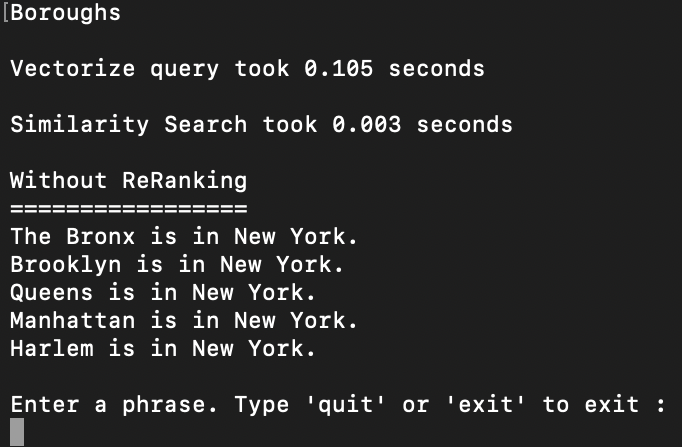 [Boroughs
Vectorize query took 0.105 seconds
Similarity Search took 0.003 seconds
Without ReRanking
=================
The Bronx is in New York.
Brooklyn is in New York.
Queens is in New York.
Manhattan is in New York.
Harlem is in New York.
Enter a phrase. Type 'quit' or 'exit' to exit :